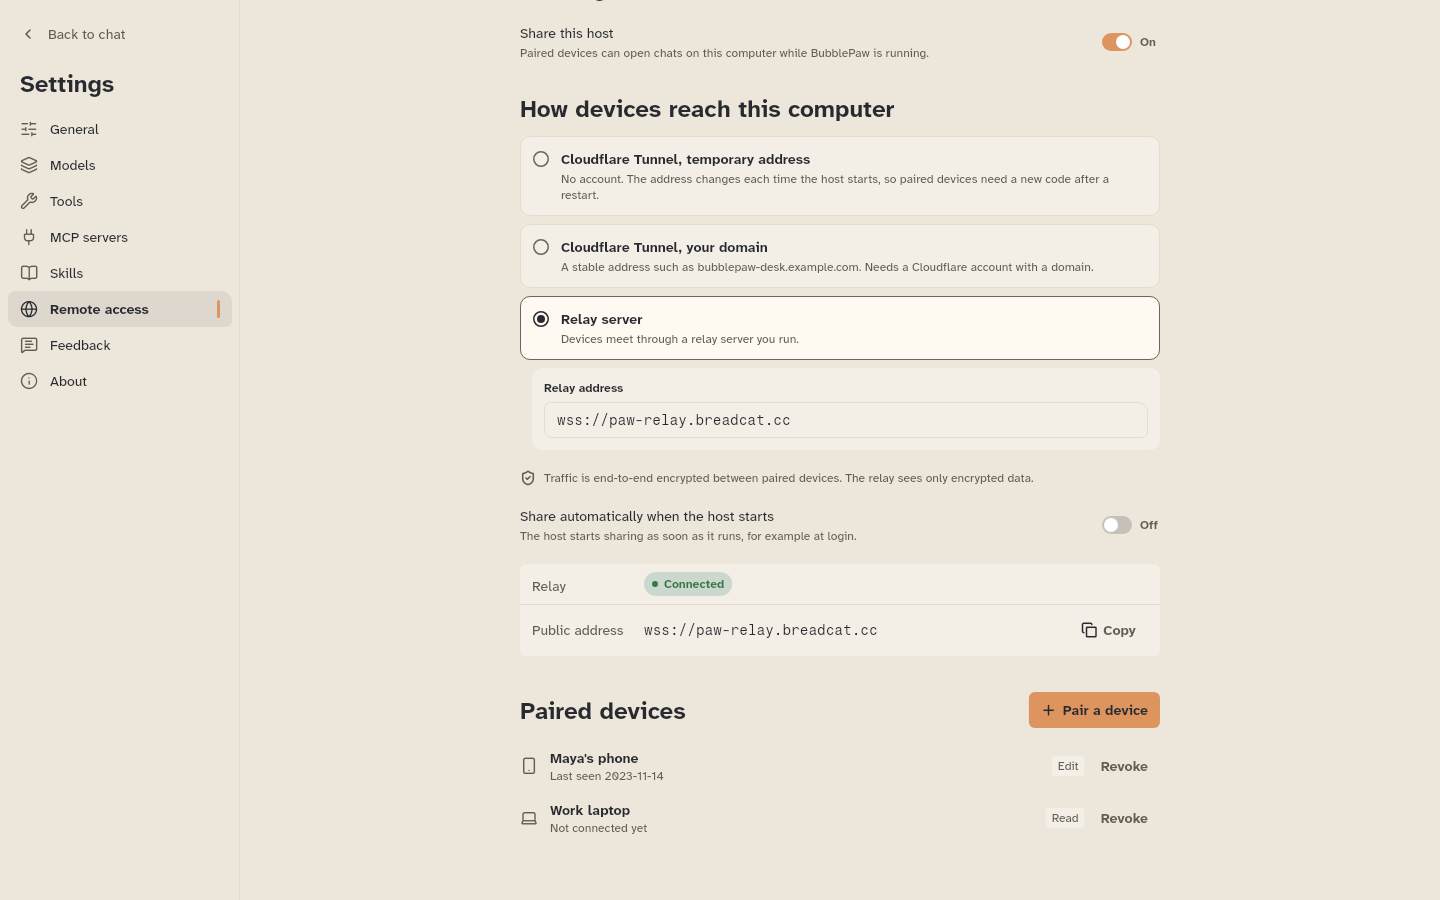 Back to chat
Settings
General
Models
Tools
MCP servers
Skills
Remote access
Feedback
About
Share this host
Paired devices can open chats on this computer while BubblePaw is running.
On
How devices reach this computer
Cloudflare Tunnel, temporary address
No account. The address changes each time the host starts, so paired devices need a new code after a
restart.
Cloudflare Tunnel, your domain
A stable address such as bubblepaw-desk.example.com. Needs a Cloudflare account with a domain.
Relay server
Devices meet through a relay server you run.
Relay address
wss://paw-relay.breadcat.cc
Traffic is end-to-end encrypted between paired devices. The relay sees only encrypted data.
Share automatically when the host starts
The host starts sharing as soon as it runs, for example at login.
Off
Relay
Connected
Public address
wss://paw-relay.breadcat.cc
Copy
Paired devices
Pair a device
Maya's phone
Last seen 2023-11-14
Edit
Revoke
Work laptop
Not connected yet
Read
Revoke